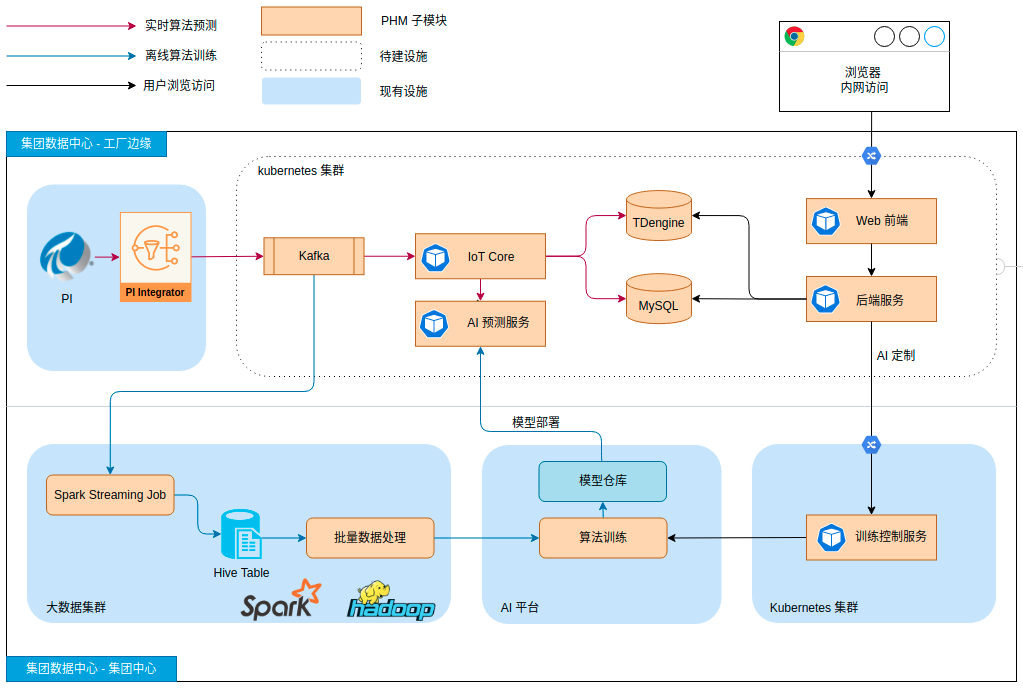 实时算法预测
离线算法训练
用户浏览访问
PHM 子模块
待建设施
现有设施
浏览器
内网访问
集团数据中心 - 工厂边缘
kubernetes 集群
PI
PI Integrator
Kafka
IoT Core
AI 预测服务
TDengine
MySQL
Web 前端
后端服务
AI 定制
模型部署
Spark Streaming Job
Hive Table
批量数据处理
Spark
hadoop
大数据集群
模型仓库
算法训练
AI 平台
训练控制服务
Kubernetes 集群
集团数据中心 - 集团中心